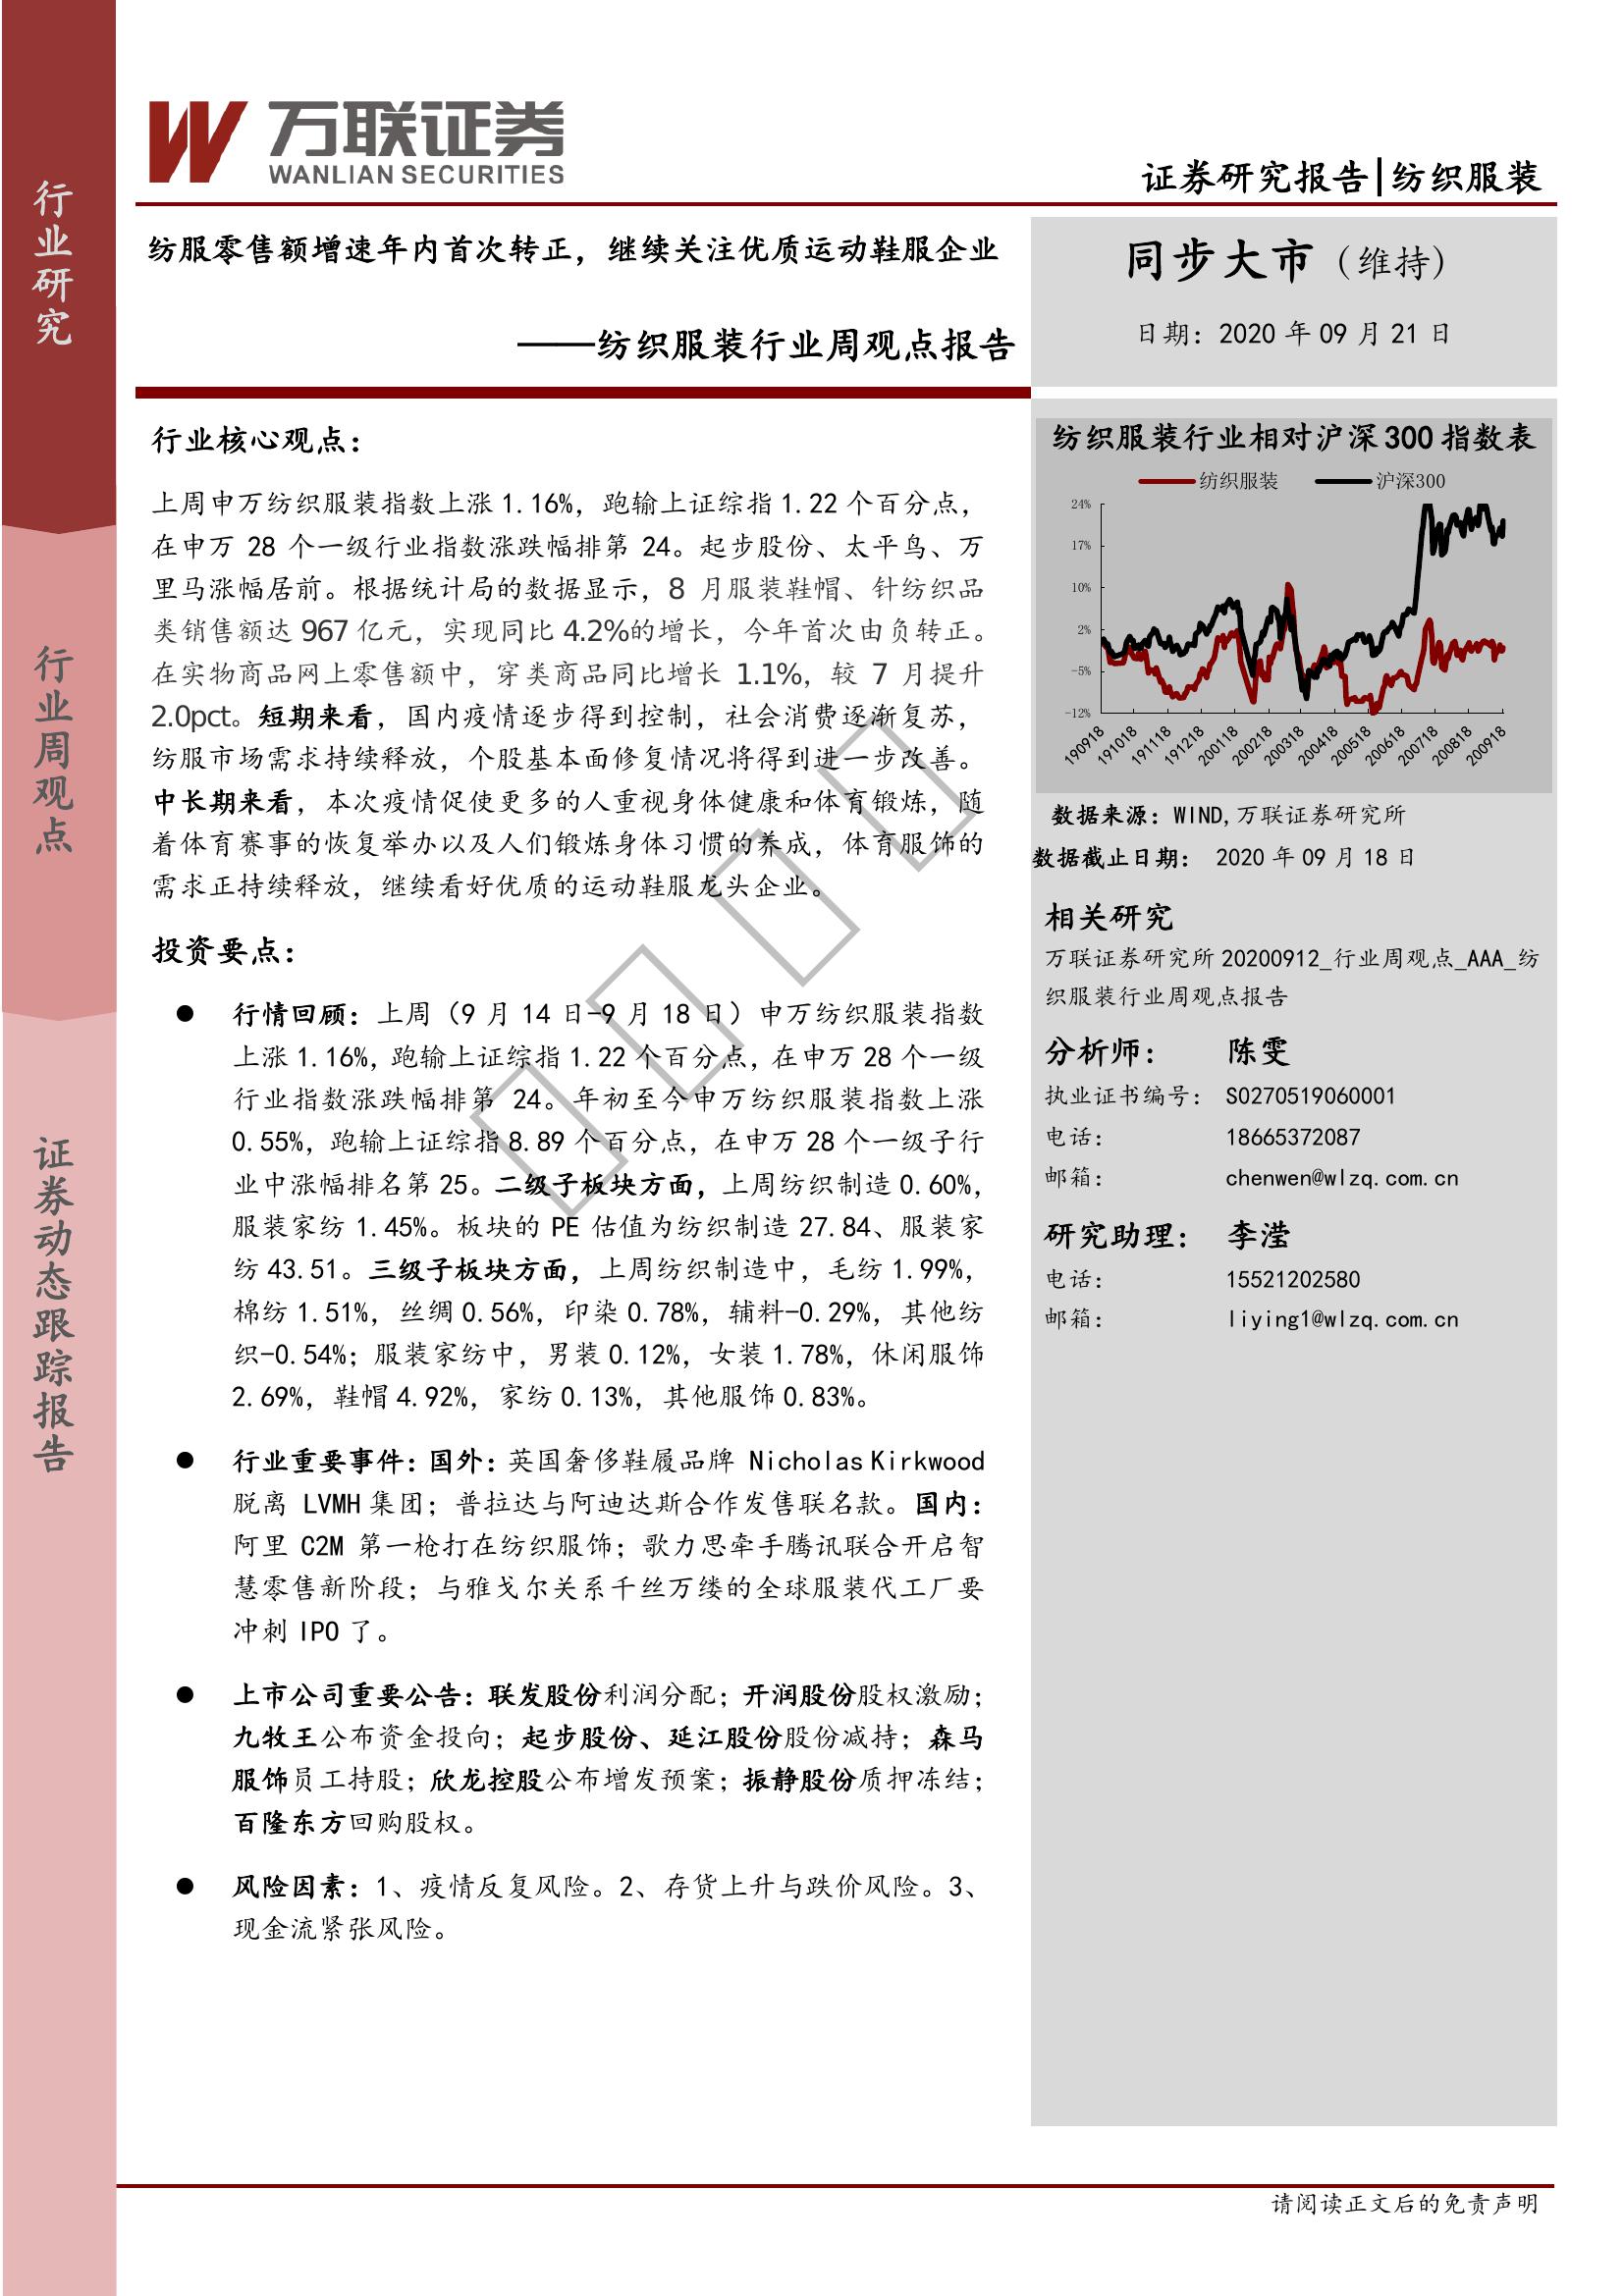 行业研究
行业周观点
证券动态跟踪报告
万联证券
WANLIAN SECURITIES
证券研究报告|纺织服装
纺服零售额增速年内首次转正，继续关注优质运动鞋服企业
——纺织服装行业周观点报告
同步大市（维持）
日期：2020 年 09 月 21 日
行业核心观点：
上周申万纺织服装指数上涨 1.16%，跑输上证综指 1.22 个百分点，
在申万 28 个一级行业指数涨跌幅排第 24。起步股份、太平鸟、万
里马涨幅居前。根据统计局的数据显示，8 月服装鞋帽、针纺织品
类销售额达 967 亿元，实现同比 4.2%的增长，今年首次由负转正。
在实物商品网上零售额中，穿类商品同比增长 1.1%，较 7 月提升
2.0pct。短期来看，国内疫情逐步得到控制，社会消费逐渐复苏，
纺服市场需求持续释放，个股基本面修复情况将得到进一步改善。
中长期来看，本次疫情促使更多的人重视身体健康和体育锻炼，随
着体育赛事的恢复举办以及人们锻炼身体习惯的养成，体育服饰的
需求正持续释放，继续看好优质的运动鞋服龙头企业。
投资要点：
● 行情回顾：上周（9 月 14 日-9 月 18 日）申万纺织服装指数
上涨 1.16%，跑输上证综指 1.22 个百分点，在申万 28 个一级
行业指数涨跌幅排第 24。年初至今申万纺织服装指数上涨
0.55%，跑输上证综指 8.89 个百分点，在申万 28 个一级子行
业中涨幅排名第 25。二级子板块方面，上周纺织制造 0.60%，
服装家纺 1.45%。板块的 PE 估值为纺织制造 27.84、服装家
纺 43.51。三级子板块方面，上周纺织制造中，毛纺 1.99%，
棉纺 1.51%，丝绸 0.56%，印染 0.78%，辅料-0.29%，其他纺
织-0.54%；服装家纺中，男装 0.12%，女装 1.78%，休闲服饰
2.69%，鞋帽 4.92%，家纺 0.13%，其他服饰 0.83%。
● 行业重要事件：国外：英国奢侈鞋履品牌 Nicholas Kirkwood
脱离 LVMH 集团；普拉达与阿迪达斯合作发售联名款。国内：
阿里 C2M 第一枪打在纺织服饰；歌力思牵手腾讯联合开启智
慧零售新阶段；与雅戈尔关系千丝万缕的全球服装代工厂要
冲刺 IPO 了。
● 上市公司重要公告：联发股份利润分配；开润股份股权激励；
九牧王公布资金投向；起步股份、延江股份股份减持；森马
服饰员工持股；欣龙控股公布增发预案；振静股份质押冻结；
百隆东方回购股权。
● 风险因素：1、疫情反复风险。2、存货上升与跌价风险。3、
现金流紧张风险。
纺织服装行业相对沪深 300 指数表
纺织服装 沪深300
24%
17%
10%
2%
-5%
-12%
190918 191018 191118 191218 200118 200218 200318 200418 200518 200618 200718 200818 200918
数据来源：WIND,万联证券研究所
数据截止日期： 2020 年 09 月 18 日
相关研究
万联证券研究所 20200912_行业周观点_AAA_纺
织服装行业周观点报告
分析师： 陈雯
执业证书编号： S0270519060001
电话： 18665372087
邮箱： chenwen@wlzq.com.cn
研究助理： 李滢
电话： 15521202580
邮箱： liying1@wlzq.com.cn
请阅读正文后的免责声明